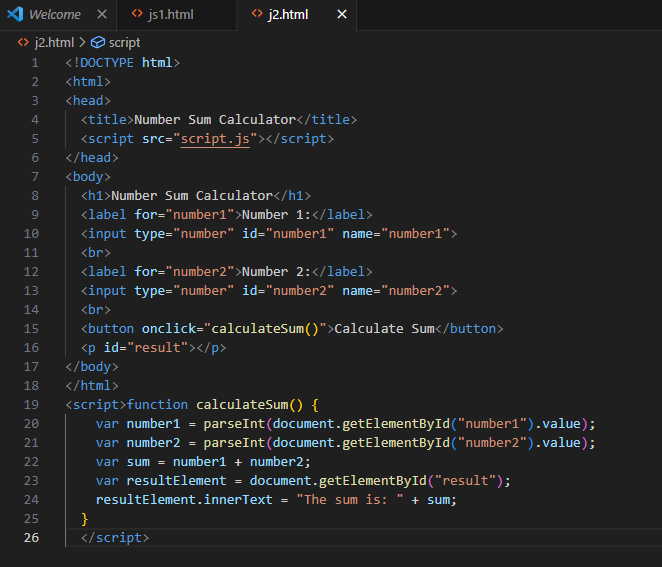 Welcome js1.html j2.html
j2.html > script
1 <!DOCTYPE html>
2 <html>
3 <head>
4   <title>Number Sum Calculator</title>
5   <script src="script.js"></script>
6 </head>
7 <body>
8   <h1>Number Sum Calculator</h1>
9   <label for="number1">Number 1:</label>
10   <input type="number" id="number1" name="number1">
11   <br>
12   <label for="number2">Number 2:</label>
13   <input type="number" id="number2" name="number2">
14   <br>
15   <button onclick="calculateSum()">Calculate Sum</button>
16   <p id="result"></p>
17 </body>
18 </html>
19 <script>function calculateSum() {
20     var number1 = parseInt(document.getElementById("number1").value);
21     var number2 = parseInt(document.getElementById("number2").value);
22     var sum = number1 + number2;
23     var resultElement = document.getElementById("result");
24     resultElement.innerText = "The sum is: " + sum;
25   }
26   </script>